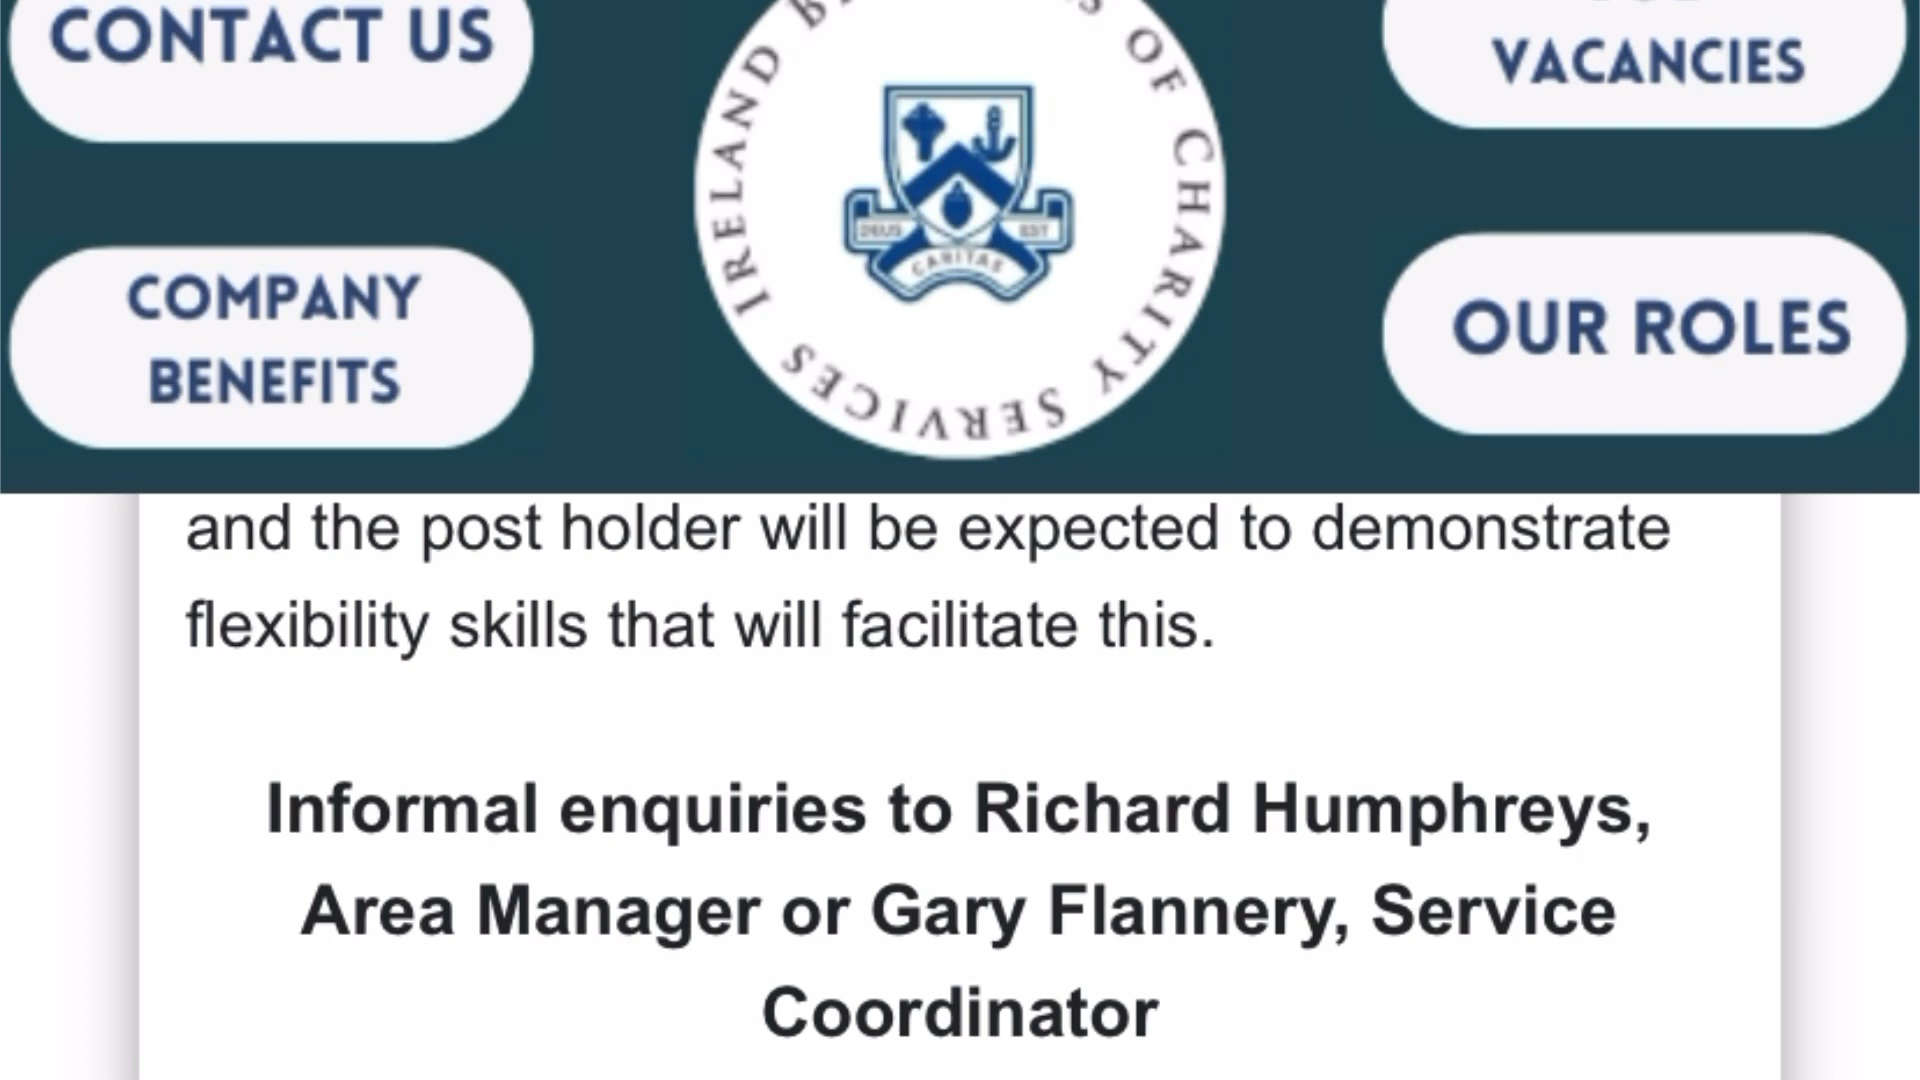 CONTACT US
VACANCIES
COMPANY
BENEFITS
OUR ROLES
IRELAND
OF CHARITY SERVICES
DEUS EST
CARITAS
and the post holder will be expected to demonstrate
flexibility skills that will facilitate this.
Informal enquiries to Richard Humphreys,
Area Manager or Gary Flannery, Service
Coordinator